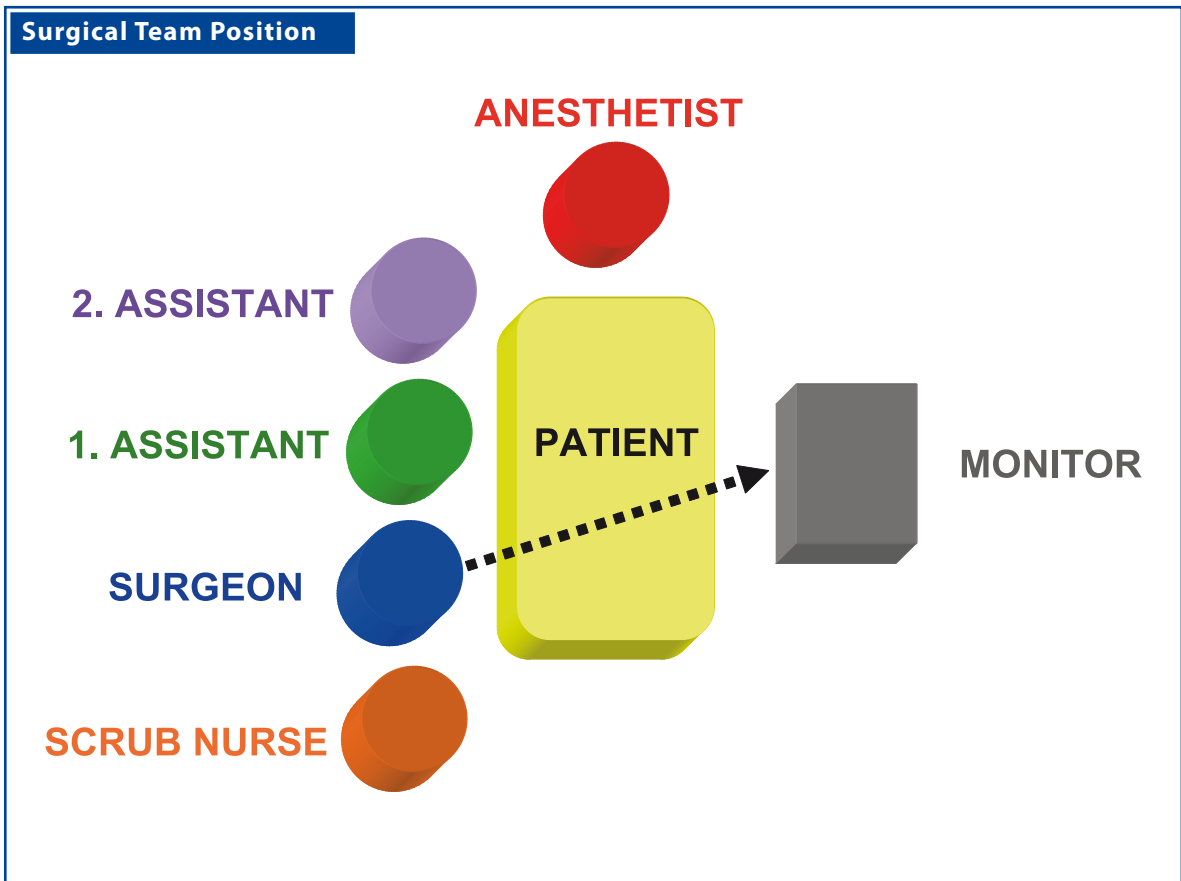 Surgical Team Position
ANESTHETIST
2. ASSISTANT
1. ASSISTANT
PATIENT
MONITOR
SURGEON
SCRUB NURSE